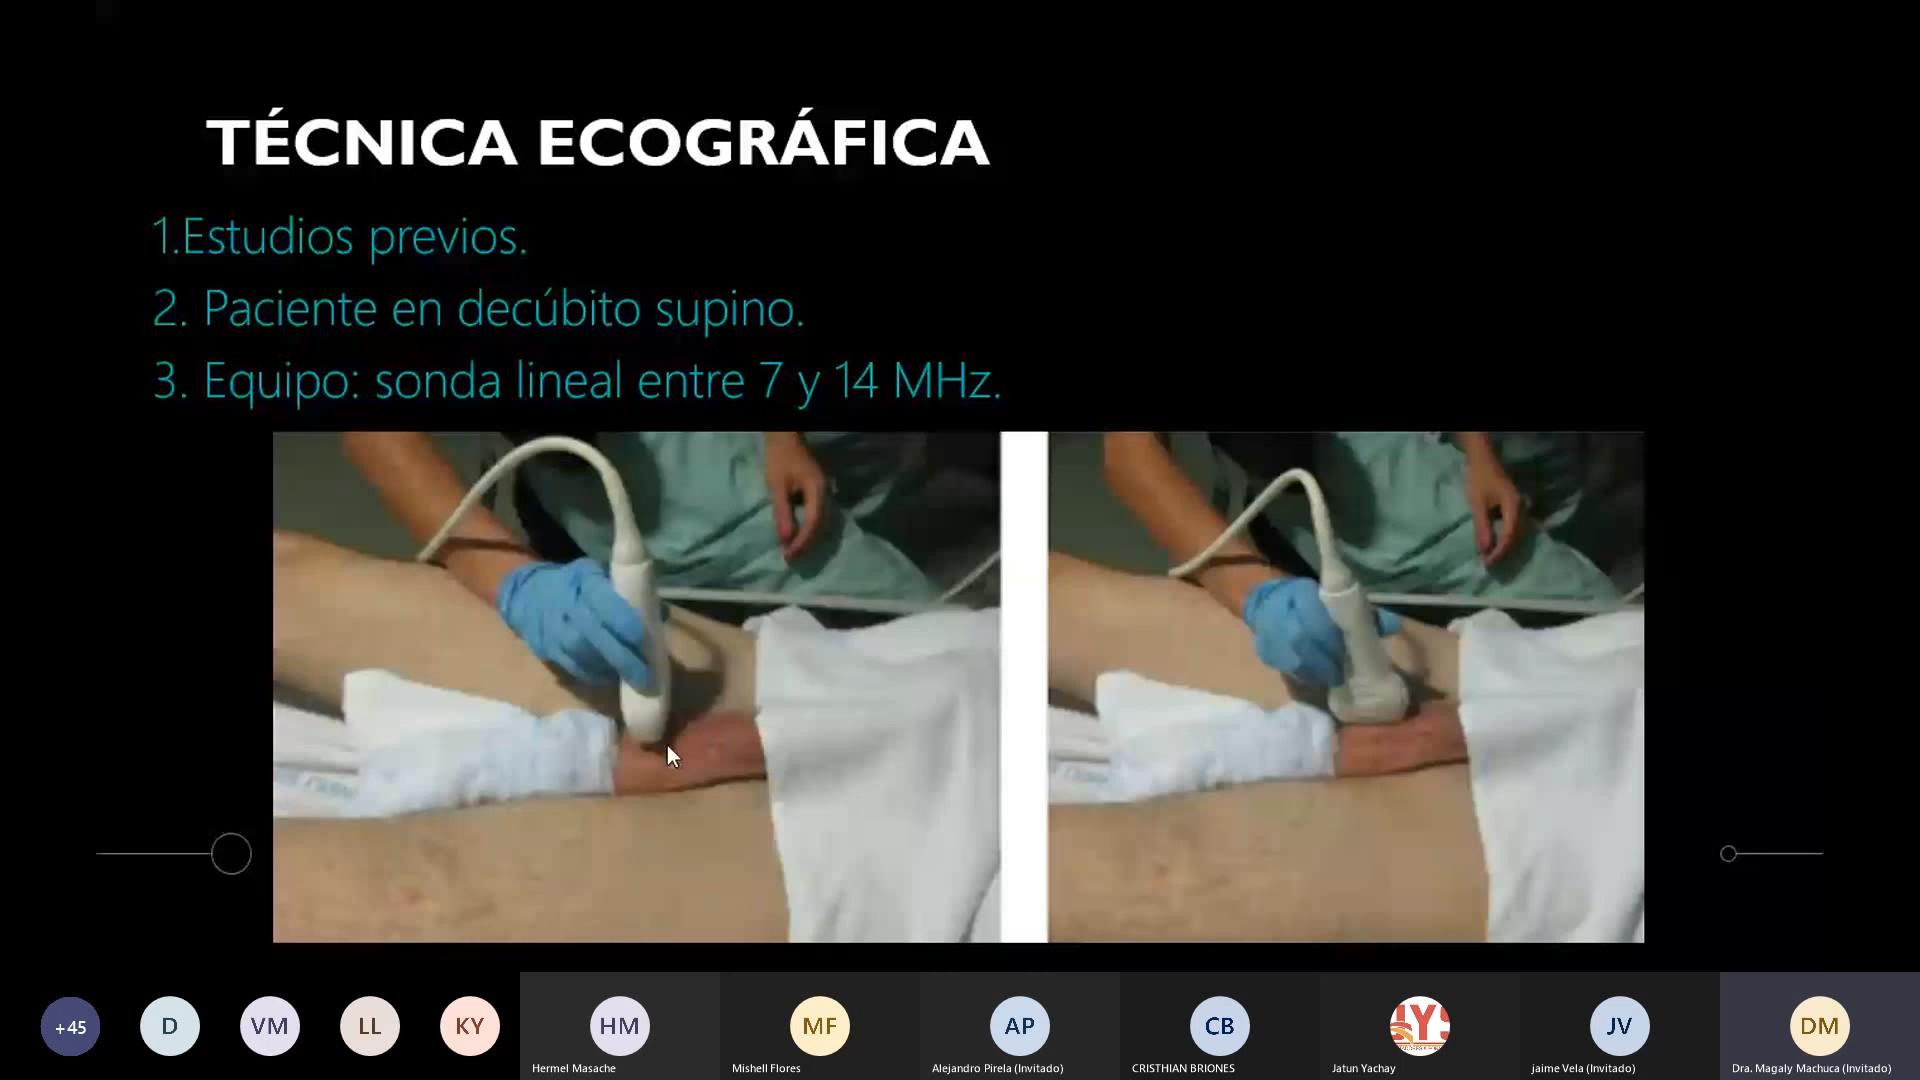 TÉCNICA ECOGRÁFICA
1.Estudios previos.
2. Paciente en decúbito supino.
3. Equipo: sonda lineal entre 7 y 14 MHz.
+45
D
VM
LL
KY
HM
MF
AP
CB
JV
DM
Hermel Masache
Mishell Flores
Alejandro Pirela (Invitado)
CRISTHIAN BRIONES
Jatun Yachay
jaime Vela (Invitado)
Dra. Magaly Machuca (Invitado)